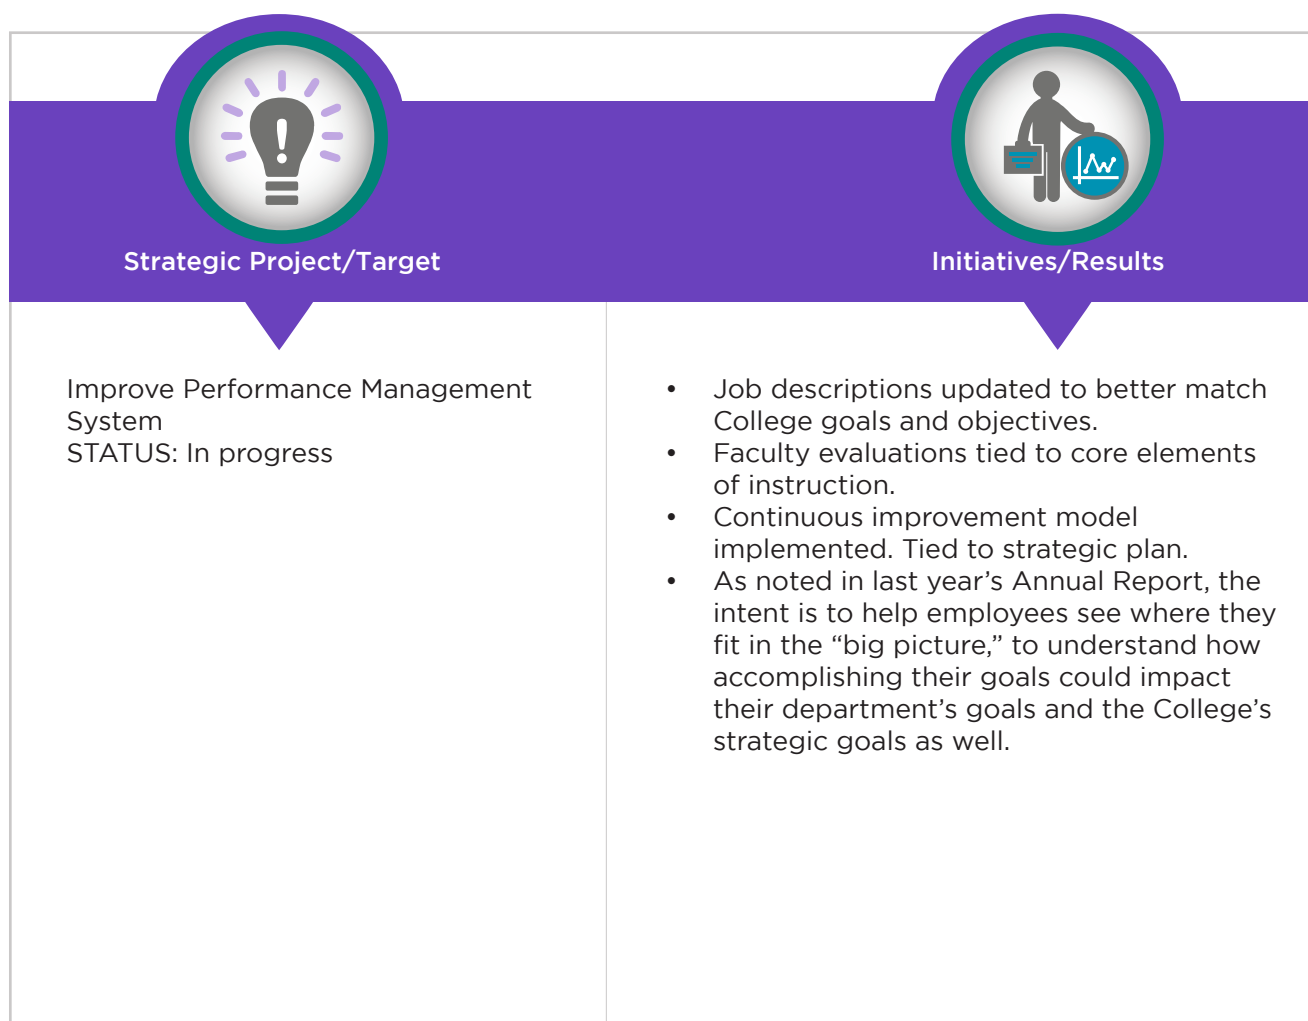 Strategic Project/Target
Initiatives/Results
Improve Performance Management
System
STATUS: In progress
• Job descriptions updated to better match
College goals and objectives.
• Faculty evaluations tied to core elements
of instruction.
• Continuous improvement model
implemented. Tied to strategic plan.
• As noted in last year’s Annual Report, the
intent is to help employees see where they
fit in the “big picture,” to understand how
accomplishing their goals could impact
their department’s goals and the College’s
strategic goals as well.